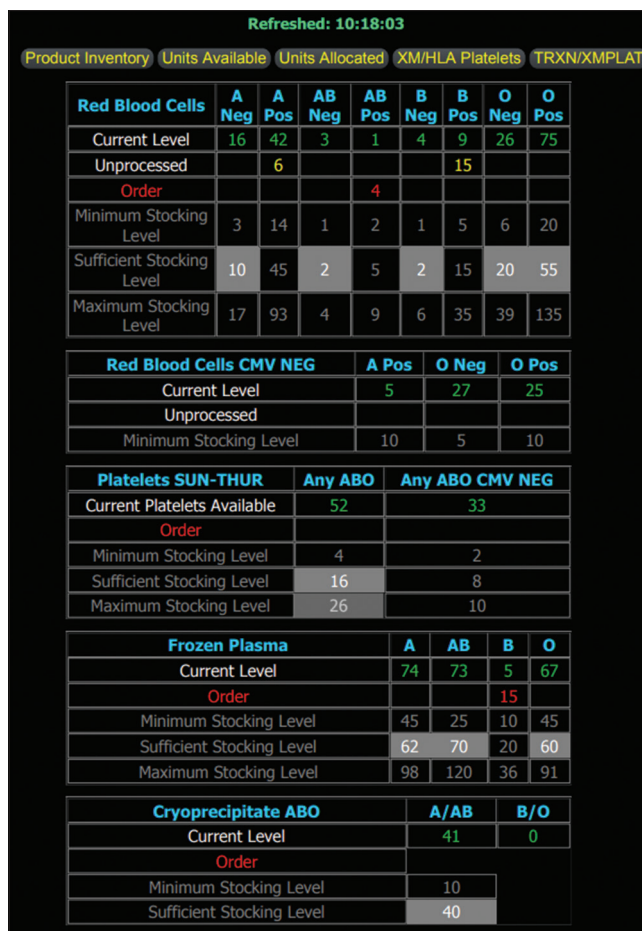 Refreshed: 10:18:03
Product Inventory Units Available Units Allocated XM/HLA Platelets TRXN/XMPLAT
Red Blood Cells A Neg A Pos AB Neg AB Pos B Neg B Pos O Neg O Pos
Current Level 16 42 3 1 4 9 26 75
Unprocessed 6 15
Order 4
Minimum Stocking Level 3 14 1 2 1 5 6 20
Sufficient Stocking Level 10 45 2 5 2 15 20 55
Maximum Stocking Level 17 93 4 9 6 35 39 135
Red Blood Cells CMV NEG A Pos O Neg O Pos
Current Level 5 27 25
Unprocessed
Minimum Stocking Level 10 5 10
Platelets SUN-THUR Any ABO Any ABO CMV NEG
Current Platelets Available 52 33
Order
Minimum Stocking Level 4 2
Sufficient Stocking Level 16 8
Maximum Stocking Level 26 10
Frozen Plasma A AB B O
Current Level 74 73 5 67
Order 15
Minimum Stocking Level 45 25 10 45
Sufficient Stocking Level 62 70 20 60
Maximum Stocking Level 98 120 36 91
Cryoprecipitate ABO A/AB B/O
Current Level 41 0
Order
Minimum Stocking Level 10
Sufficient Stocking Level 40